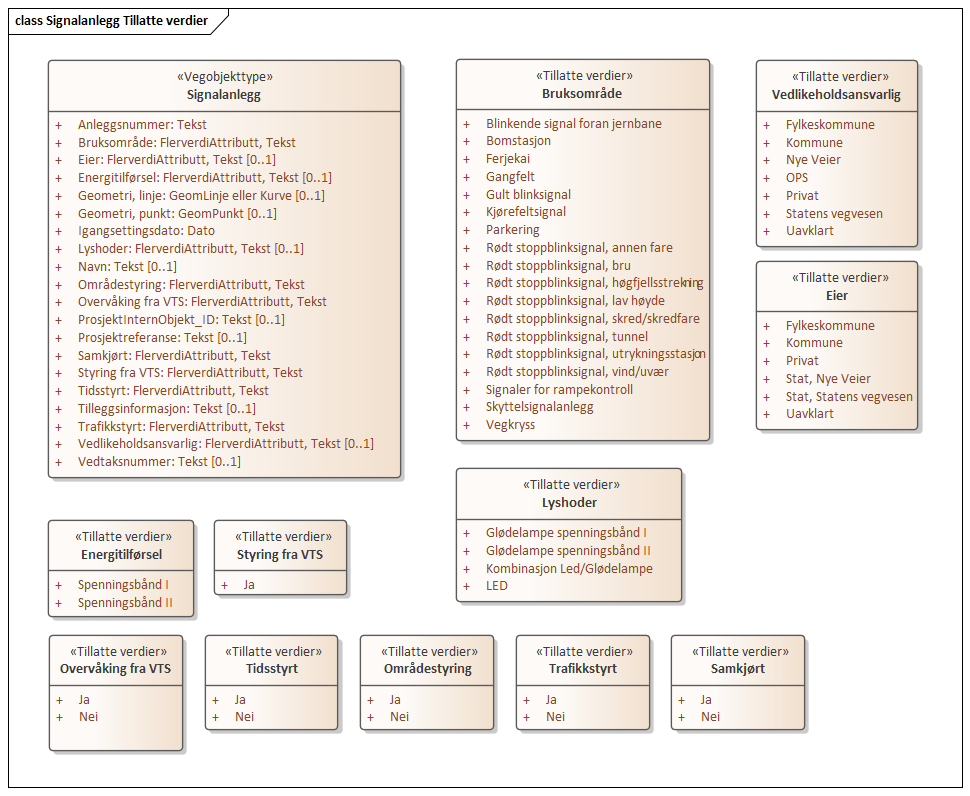 class Signalanlegg Tillatte verdier
«Vegobjekttype»
Signalanlegg
+ Anleggsnummer: Tekst
+ Bruksområde: FlerverdiAttributt, Tekst
+ Eier: FlerverdiAttributt, Tekst [0..1]
+ Energitilførsel: FlerverdiAttributt, Tekst [0..1]
+ Geometri, linje: GeomLinje eller Kurve [0..1]
+ Geometri, punkt: GeomPunkt [0..1]
+ Igangsettingsdato: Dato
+ Lyshoder: FlerverdiAttributt, Tekst [0..1]
+ Navn: Tekst [0..1]
+ Områdestyring: FlerverdiAttributt, Tekst
+ Overvåking fra VTS: FlerverdiAttributt, Tekst
+ ProsjektInternObjekt_ID: Tekst [0..1]
+ Prosjektreferanse: Tekst [0..1]
+ Samkjørt: FlerverdiAttributt, Tekst
+ Styring fra VTS: FlerverdiAttributt, Tekst
+ Tidsstyrt: FlerverdiAttributt, Tekst
+ Tilleggsinformasjon: Tekst [0..1]
+ Trafikkstyrt: FlerverdiAttributt, Tekst
+ Vedlikeholdsansvarlig: FlerverdiAttributt, Tekst [0..1]
+ Vedtaksnummer: Tekst [0..1]
«Tillatte verdier»
Bruksområde
+ Blinkende signal foran jernbane
+ Bomstasjon
+ Ferjekai
+ Gangfelt
+ Gult blinksignal
+ Kjørefeltsignal
+ Parkering
+ Rødt stoppblinksignal, annen fare
+ Rødt stoppblinksignal, bru
+ Rødt stoppblinksignal, høgfjellsstrekning
+ Rødt stoppblinksignal, lav høyde
+ Rødt stoppblinksignal, skred/skredfare
+ Rødt stoppblinksignal, tunnel
+ Rødt stoppblinksignal, utrykningsstasjon
+ Rødt stoppblinksignal, vind/uvær
+ Signaler for rampekontroll
+ Skyttelsignalanlegg
+ Vegkryss
«Tillatte verdier»
Vedlikeholdsansvarlig
+ Fylkeskommune
+ Kommune
+ Nye Veier
+ OPS
+ Privat
+ Statens vegvesen
+ Uavklart
«Tillatte verdier»
Eier
+ Fylkeskommune
+ Kommune
+ Privat
+ Stat, Nye Veier
+ Stat, Statens vegvesen
+ Uavklart
«Tillatte verdier»
Lyshoder
+ Glødelampe spenningsbånd I
+ Glødelampe spenningsbånd II
+ Kombinasjon Led/Glødelampe
+ LED
«Tillatte verdier»
Energitilførsel
+ Spenningsbånd I
+ Spenningsbånd II
«Tillatte verdier»
Styring fra VTS
+ Ja
«Tillatte verdier»
Overvåking fra VTS
+ Ja
+ Nei
«Tillatte verdier»
Tidsstyrt
+ Ja
+ Nei
«Tillatte verdier»
Områdestyring
+ Ja
+ Nei
«Tillatte verdier»
Trafikkstyrt
+ Ja
+ Nei
«Tillatte verdier»
Samkjørt
+ Ja
+ Nei